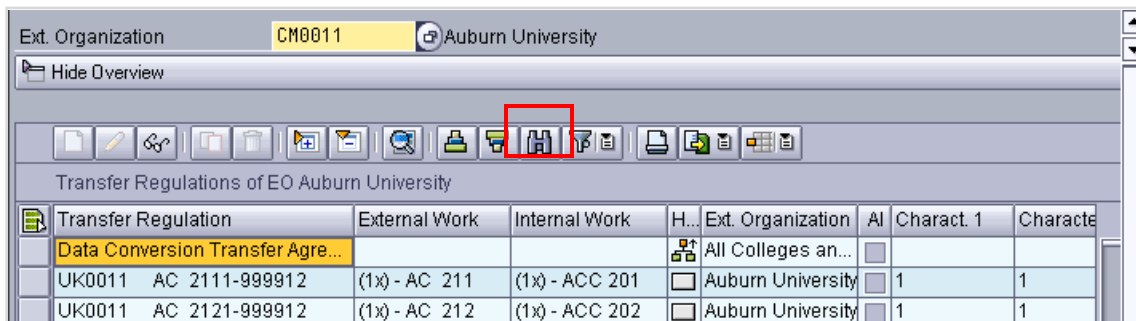 Ext. Organization CM0011 Auburn University
Hide Overview
Transfer Regulations of EO Auburn University
Transfer Regulation External Work Internal Work H... Ext. Organization Al Charact. 1 Characte
Data Conversion Transfer Agre... All Colleges an...
UK0011 AC 2111-999912 (1x) - AC 211 (1x) - ACC 201 Auburn University 1 1
UK0011 AC 2121-999912 (1x) - AC 212 (1x) - ACC 202 Auburn University 1 1